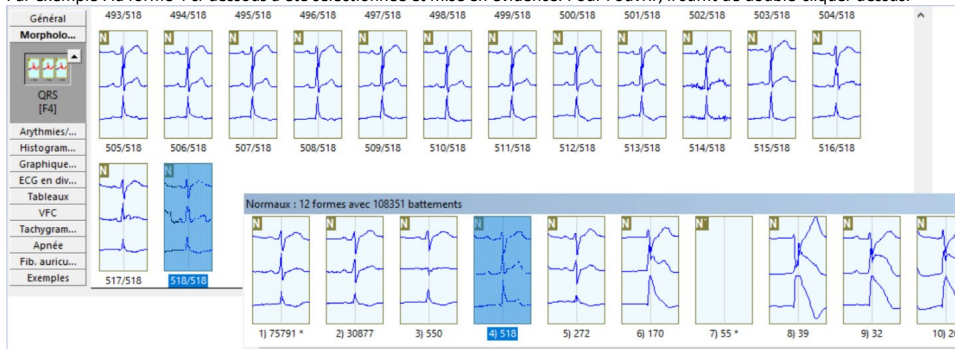 Par exemple : la forme 4 ci-dessous a été sélectionnée et mise en évidence. Pour l'ouvrir, il suffit de double-cliquer dessus.
Général
Morpholo...
QRS
[F4]
Arythmies/...
Histogram...
Graphique...
ECG en div...
Tableaux
VFC
Tachygram...
Apnée
Fib. auricu...
Exemples
493/518 494/518 495/518 496/518 497/518 498/518 499/518 500/518 501/518 502/518 503/518 504/518
N N N N N N N N N N N N
505/518 506/518 507/518 508/518 509/518 510/518 511/518 512/518 513/518 514/518 515/518 516/518
N N
517/518 518/518
Normaux : 12 formes avec 108351 battements
N N N N N N N* N N N
1) 75791 * 2) 30877 3) 550 4) 518 5) 272 6) 170 7) 55 * 8) 39 9) 32